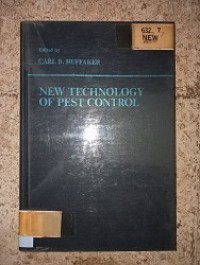 632. 7
NEW
Edited by
CARL B. HUFFAKER
NEW TECHNOLOGY
OF PEST CONTROL